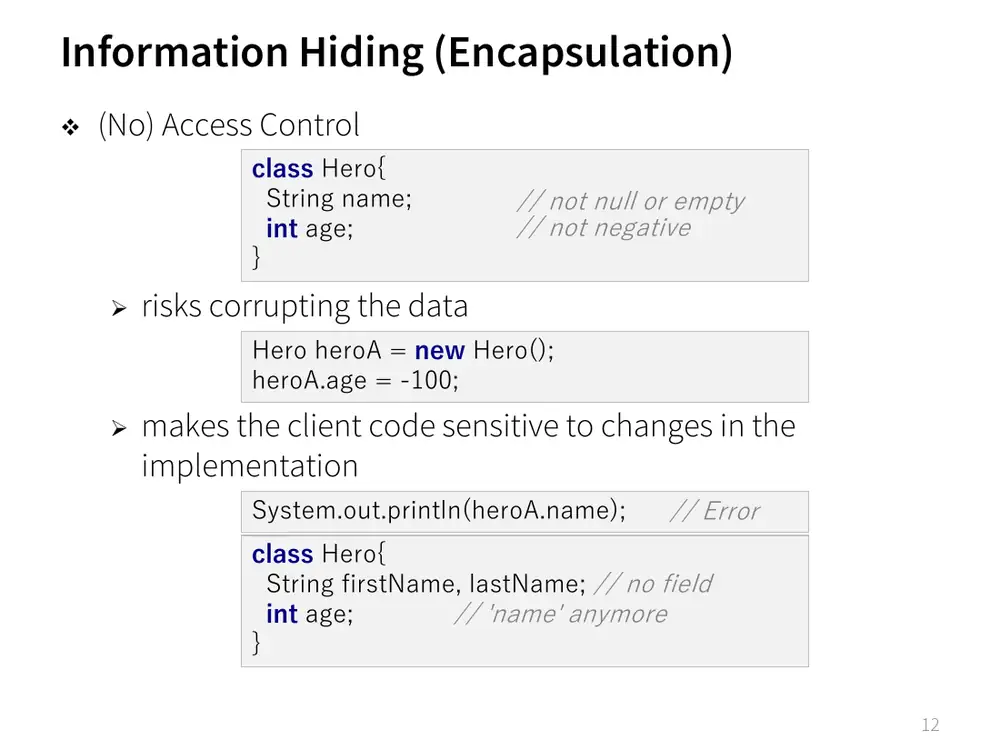 Information Hiding (Encapsulation)
❖ (No) Access Control
class Hero{
String name; // not null or empty
int age; // not negative
}
➢ risks corrupting the data
Hero heroA = new Hero();
heroA.age = -100;
➢ makes the client code sensitive to changes in the
implementation
System.out.println(heroA.name); // Error
class Hero{
String firstName, lastName; // no field
int age; // 'name' anymore
}
12